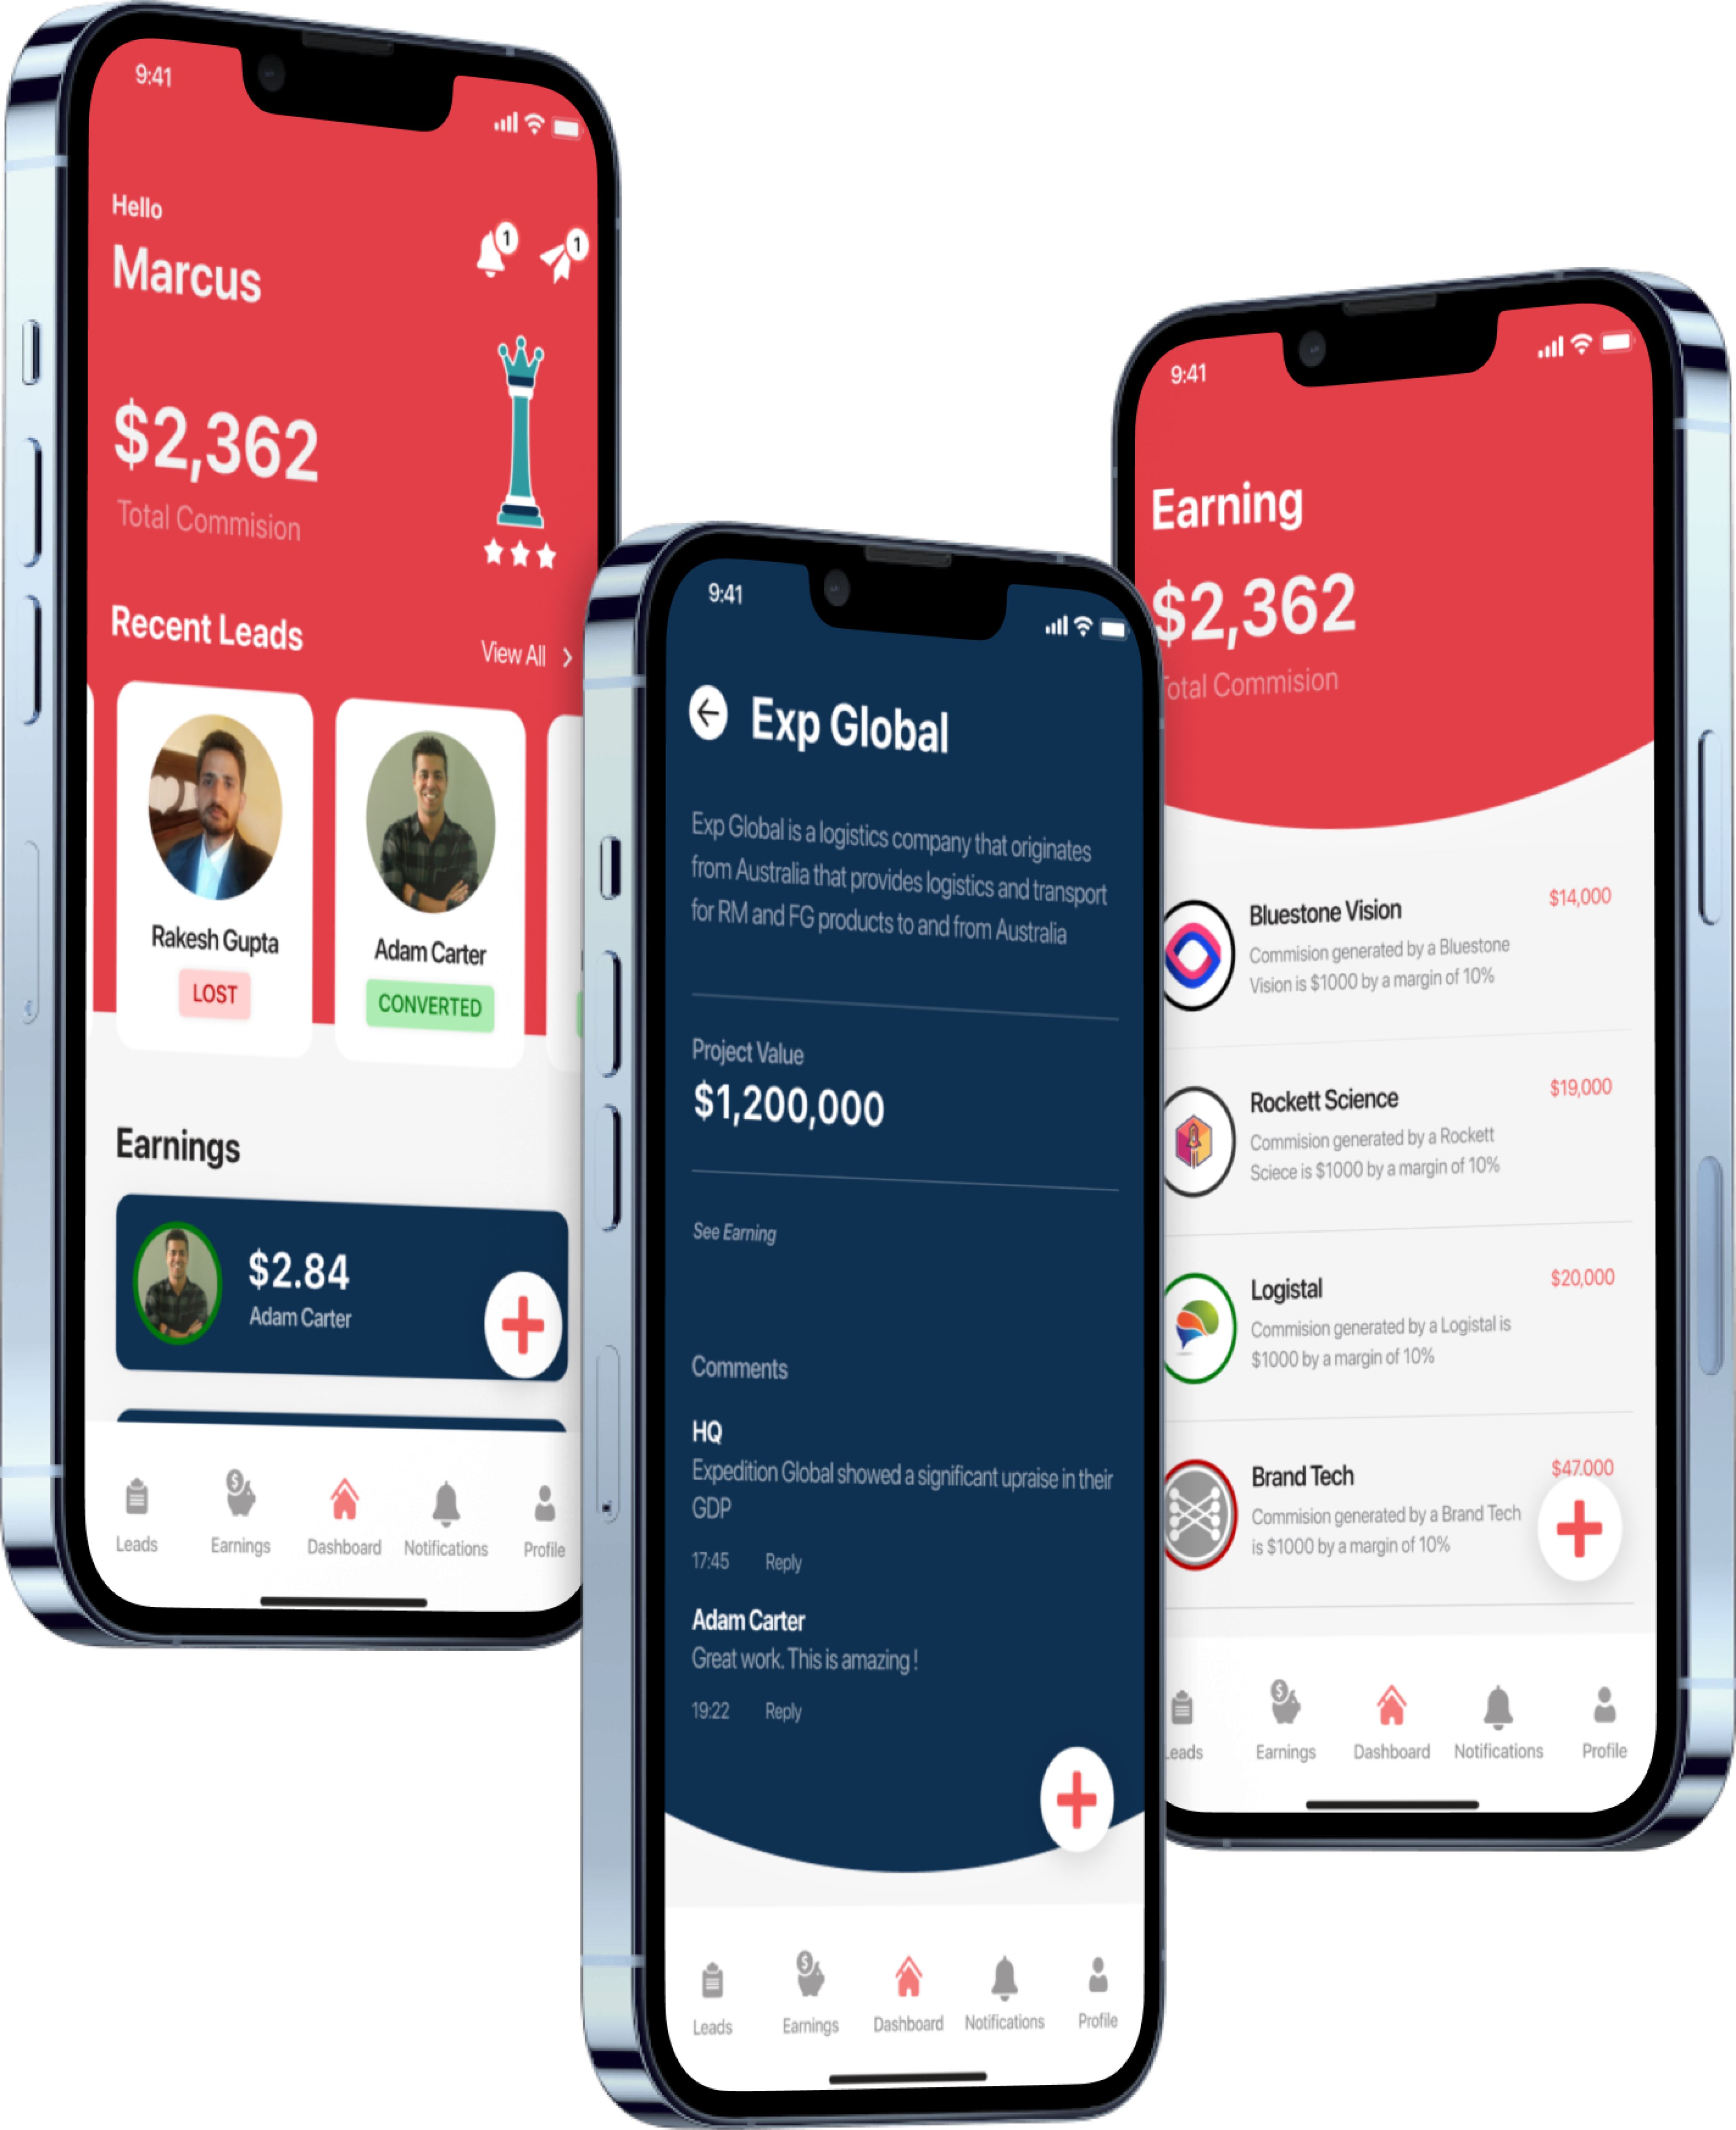 9:41
Hello
Marcus
1
1
$2,362
Total Commision
Recent Leads
View All
Rakesh Gupta
LOST
Adam Carter
CONVERTED
Earnings
$2.84
Adam Carter
Leads
Earnings
Dashboard
Notifications
Profile
9:41
Exp Global
Exp Global is a logistics company that originates
from Australia that provides logistics and transport
for RM and FG products to and from Australia
Project Value
$1,200,000
See Earning
Comments
HQ
Expedition Global showed a significant upraise in their
GDP
17:45 Reply
Adam Carter
Great work. This is amazing !
19:22 Reply
Leads
Earnings
Dashboard
Notifications
Profile
9:41
Earning
$2,362
Total Commision
Bluestone Vision
$14,000
Commision generated by a Bluestone
Vision is $1000 by a margin of 10%
Rockett Science
$19,000
Commision generated by a Rockett
Sciece is $1000 by a margin of 10%
Logistal
$20,000
Commision generated by a Logistal is
$1000 by a margin of 10%
Brand Tech
$47.000
Commision generated by a Brand Tech
is $1000 by a margin of 10%
Leads
Earnings
Dashboard
Notifications
Profile